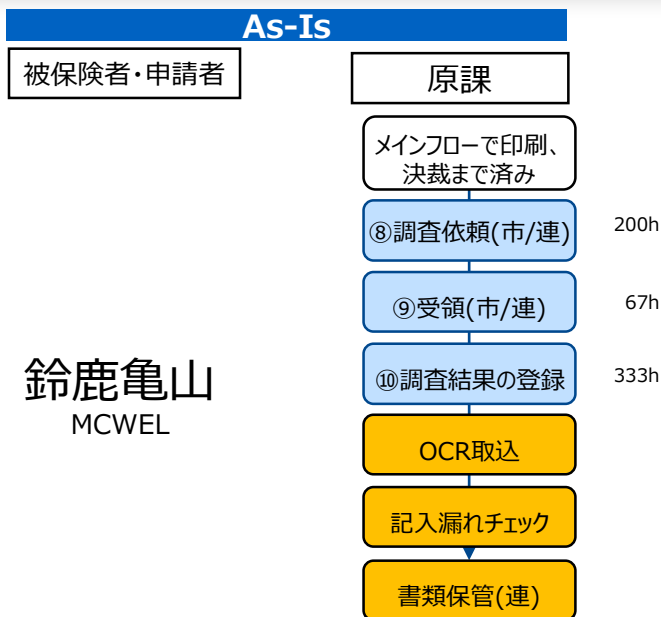 As-Is
被保険者・申請者
原課
メインフローで印刷、
決裁まで済み
⑧調査依頼(市/連)
200h
⑨受領(市/連)
67h
⑩調査結果の登録
333h
鈴鹿亀山
MCWEL
OCR取込
記入漏れチェック
書類保管(連)